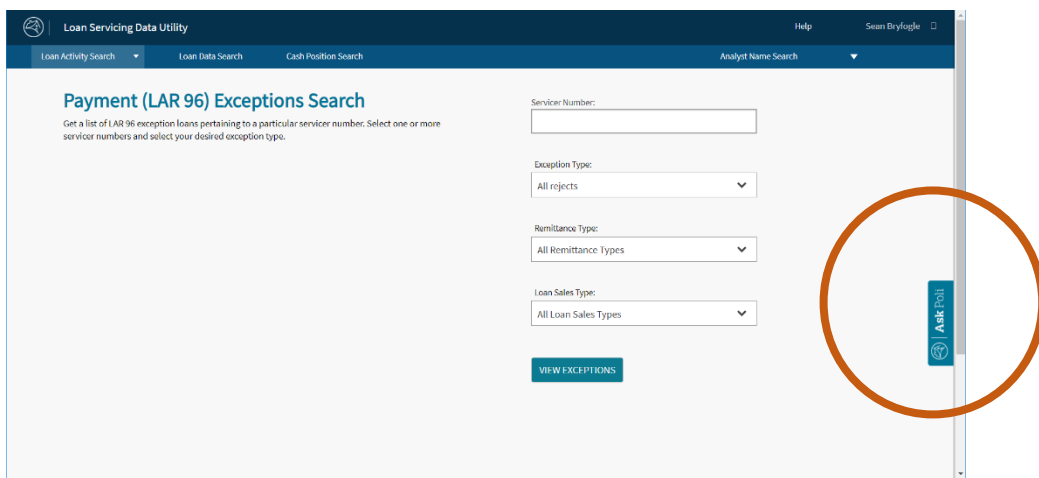 Loan Servicing Data Utility
Help
Sean Bryfogle
Loan Activity Search
Loan Data Search
Cash Position Search
Analyst Name Search
Payment (LAR 96) Exceptions Search
Get a list of LAR 96 exception loans pertaining to a particular servicer number. Select one or more
servicer numbers and select your desired exception type.
Servicer Number:
Exception Type:
All rejects
Remittance Type:
All Remittance Types
Loan Sales Type:
All Loan Sales Types
VIEW EXCEPTIONS
Ask Poli